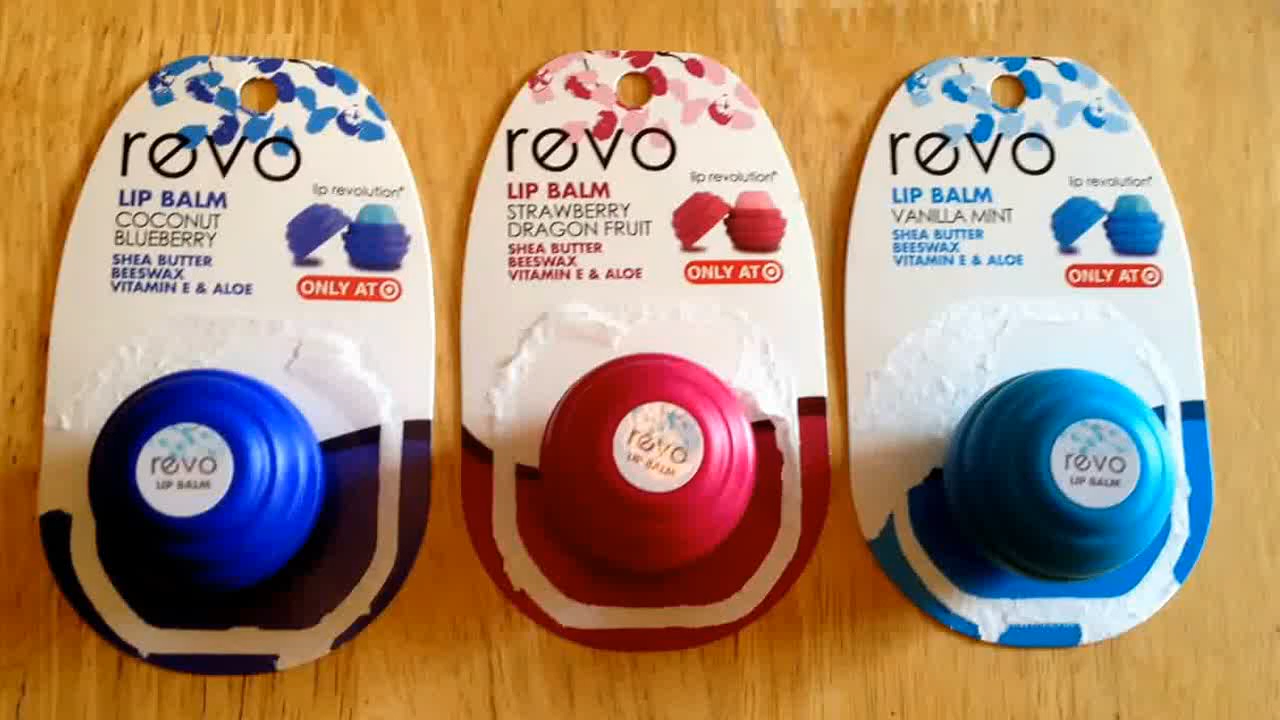 revo
lip revolution®
LIP BALM
COCONUT
BLUEBERRY
SHEA BUTTER
BEESWAX
VITAMIN E & ALOE
ONLY AT
revo
LIP BALM
revo
lip revolution®
LIP BALM
STRAWBERRY
DRAGON FRUIT
SHEA BUTTER
BEESWAX
VITAMIN E & ALOE
ONLY AT
revo
LIP BALM
revo
lip revolution®
LIP BALM
VANILLA MINT
SHEA BUTTER
BEESWAX
VITAMIN E & ALOE
ONLY AT
revo
LIP BALM